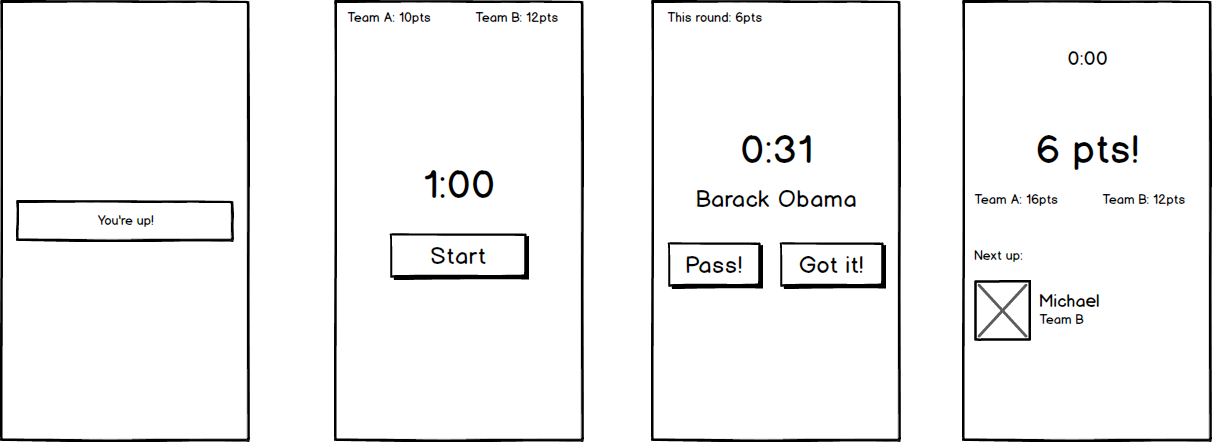 You're up!
Team A: 10pts
Team B: 12pts
1:00
Start
This round: 6pts
0:31
Barack Obama
Pass!
Got it!
0:00
6 pts!
Team A: 16pts
Team B: 12pts
Next up:
Michael
Team B